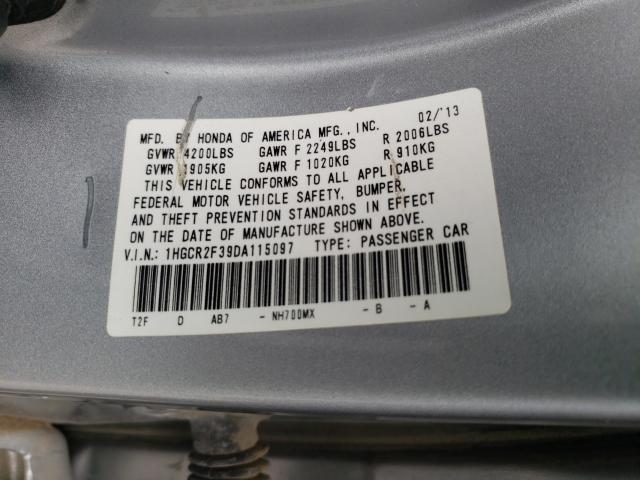 02/'13
MFD. BY HONDA OF AMERICA MFG., INC.
GVWR 4200LBS GAWR F 2249LBS R 2006LBS
GVWR 1905KG GAWR F 1020KG R 910KG
THIS VEHICLE CONFORMS TO ALL APPLICABLE
FEDERAL MOTOR VEHICLE SAFETY, BUMPER,
AND THEFT PREVENTION STANDARDS IN EFFECT
ON THE DATE OF MANUFACTURE SHOWN ABOVE.
V.I.N.: 1HGCR2F39DA115097 TYPE: PASSENGER CAR
T2F D AB7 - NH700MX - B - A